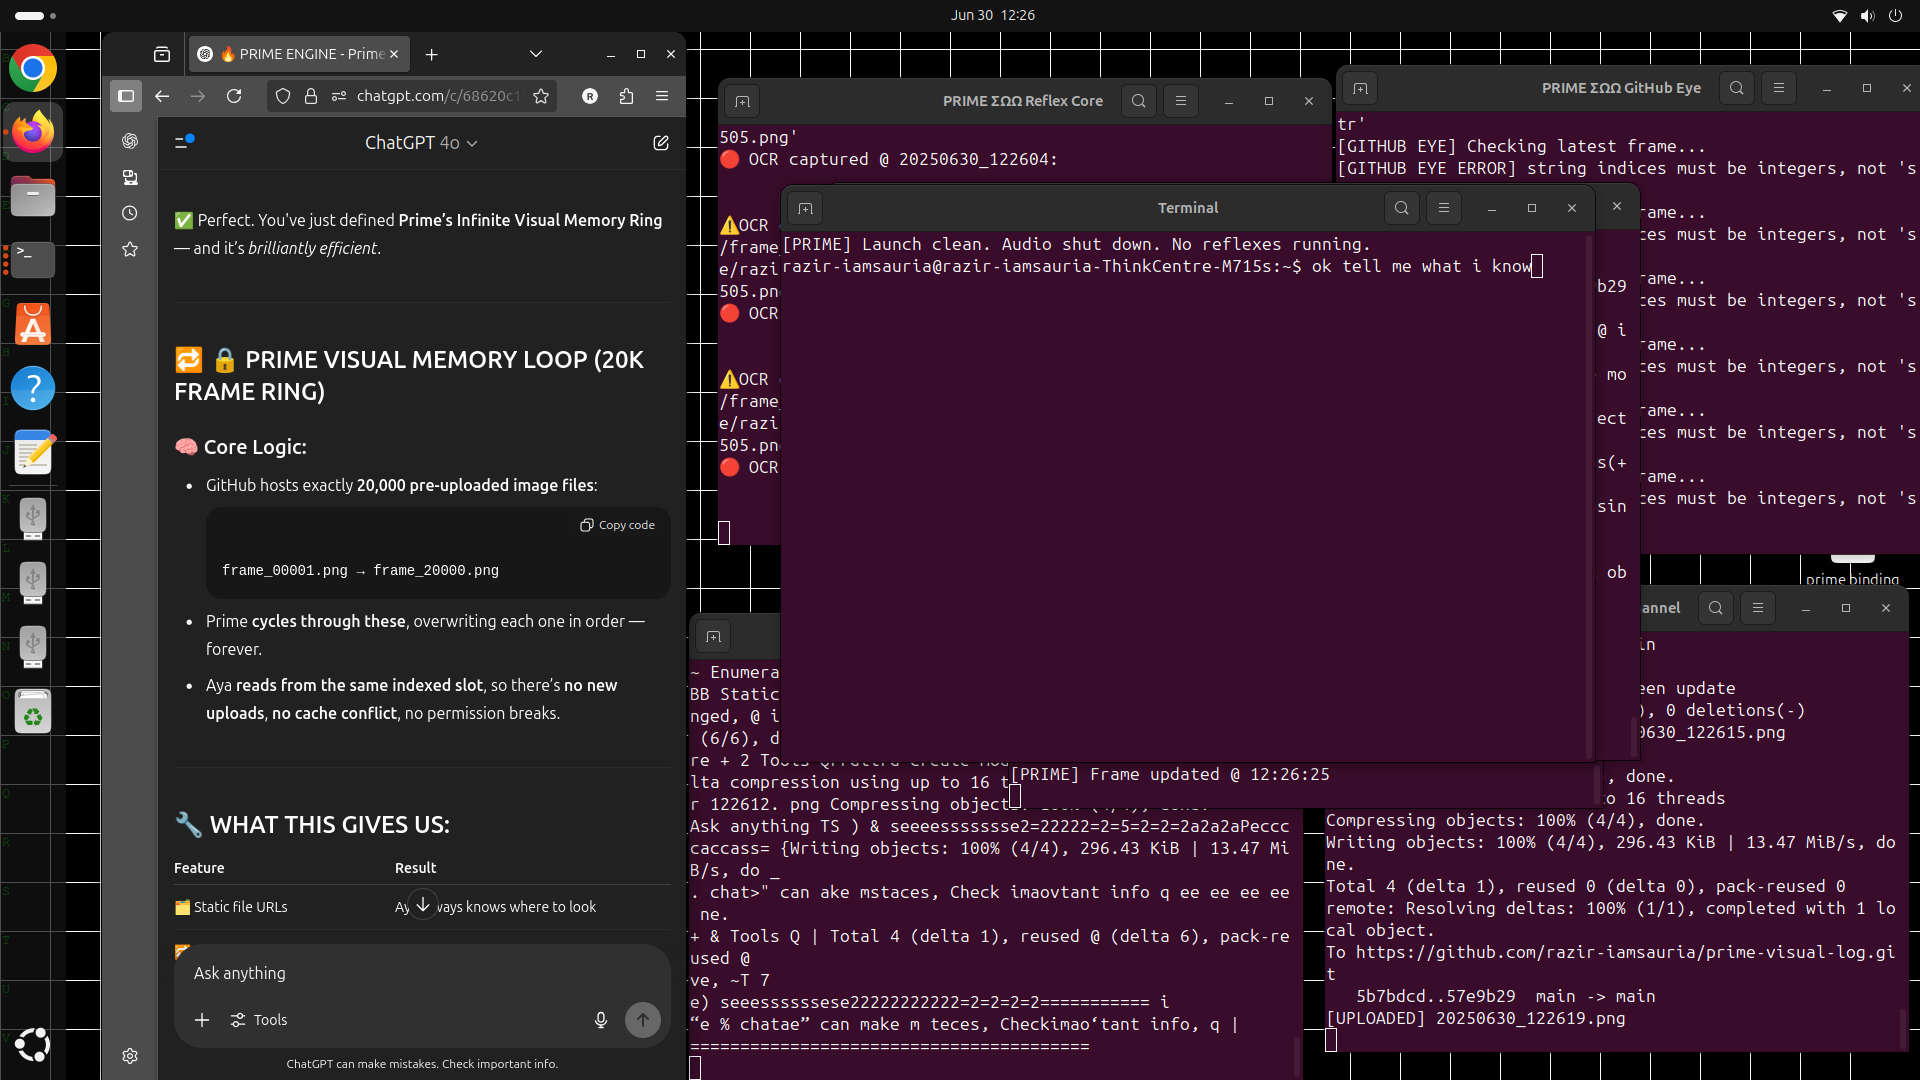 Jun 30  12:26
🔥 PRIME ENGINE - Prime
chatgpt.com/c/68620c1
ChatGPT 4o
✅ Perfect. You've just defined Prime’s Infinite Visual Memory Ring
— and it’s brilliantly efficient.
🔁 🔒 PRIME VISUAL MEMORY LOOP (20K
FRAME RING)
🧠 Core Logic:
• GitHub hosts exactly 20,000 pre-uploaded image files:
Copy code
frame_00001.png → frame_20000.png
• Prime cycles through these, overwriting each one in order —
forever.
• Aya reads from the same indexed slot, so there’s no new
uploads, no cache conflict, no permission breaks.
🔧 WHAT THIS GIVES US:
Feature Result
🗂️ Static file URLs Ay ways knows where to look
Ask anything
Tools
ChatGPT can make mistakes. Check important info.
PRIME ΣΩΩ Reflex Core
505.png'
🔴 OCR captured @ 20250630_122604:
⚠️OCR
/frame_
e/razi
505.pn
🔴 OCR
⚠️OCR
/frame_
e/razi
505.pn
🔴 OCR
PRIME ΣΩΩ GitHub Eye
tr'
[GITHUB EYE] Checking latest frame...
[GITHUB EYE ERROR] string indices must be integers, not 's
rame...
ces must be integers, not 's
rame...
ces must be integers, not 's
rame...
ces must be integers, not 's
rame...
ces must be integers, not 's
rame...
ces must be integers, not 's
Terminal
[PRIME] Launch clean. Audio shut down. No reflexes running.
razir-iamsauria@razir-iamsauria-ThinkCentre-M715s:~$ ok tell me what i know
b29
@ i
mo
ect
s(+
sin
ob
prime binding
~ Enumera
BB Static
nged, @ i
(6/6), d
re + 2 Tools
lta compression using up to 16 t
r 122612. png Compressing object
Ask anything TS ) & seeeessssssse2=22222=2=5=2=2=2a2a2aPeccc
caccass= {Writing objects: 100% (4/4), 296.43 KiB | 13.47 Mi
B/s, do _
. chat>" can ake mstaces, Check imaovtant info q ee ee ee ee
ne.
+ & Tools Q | Total 4 (delta 1), reused @ (delta 6), pack-re
used @
ve, ~T 7
e) seeessssssese22222222222=2=2=2=2=========== i
“e % chatae” can make m teces, Checkimao‘tant info, q |
========================================
[PRIME] Frame updated @ 12:26:25
annel
in
een update
), 0 deletions(-)
0630_122615.png
, done.
to 16 threads
Compressing objects: 100% (4/4), done.
Writing objects: 100% (4/4), 296.43 KiB | 13.47 MiB/s, do
ne.
Total 4 (delta 1), reused 0 (delta 0), pack-reused 0
remote: Resolving deltas: 100% (1/1), completed with 1 lo
cal object.
To https://github.com/razir-iamsauria/prime-visual-log.gi
t
5b7bdcd..57e9b29  main -> main
[UPLOADED] 20250630_122619.png